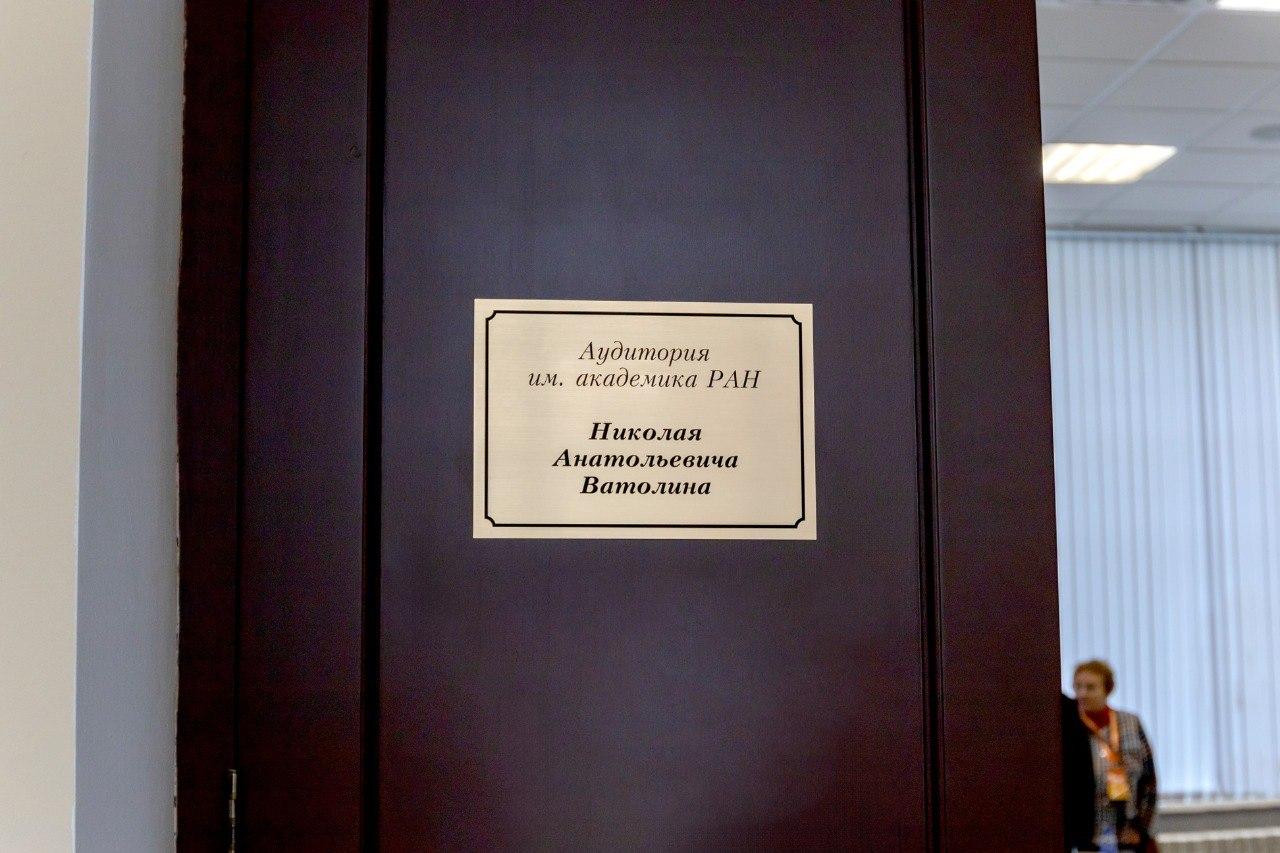 Аудитория
им. академика РАН
Николая
Анатольевича
Ватолина